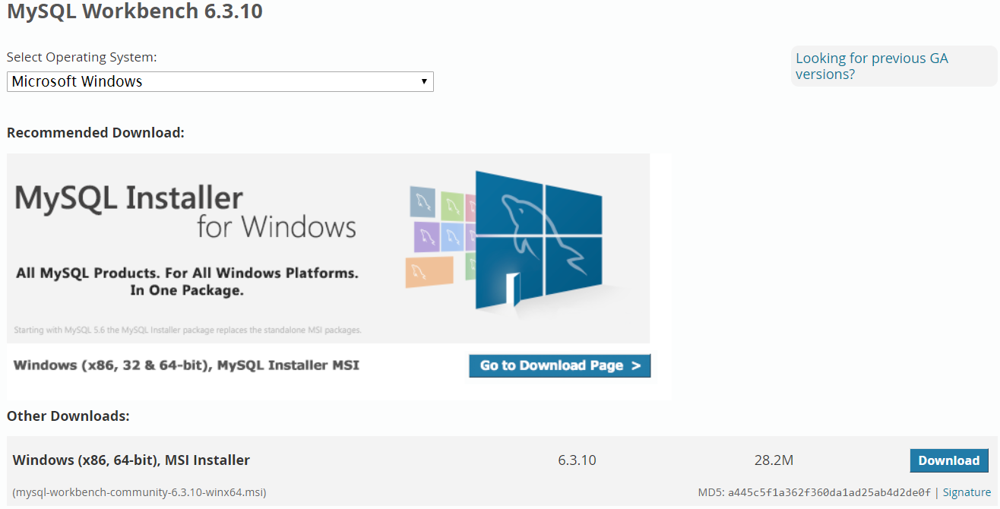 MySQL Workbench 6.3.10
Select Operating System:
Microsoft Windows
Looking for previous GA
versions?
Recommended Download:
MySQL Installer
for Windows
All MySQL Products. For All Windows Platforms.
In One Package.
Starting with MySQL 5.6 the MySQL Installer package replaces the standalone MSI packages.
Windows (x86, 32 & 64-bit), MySQL Installer MSI
Go to Download Page >
Other Downloads:
Windows (x86, 64-bit), MSI Installer 6.3.10 28.2M Download
(mysql-workbench-community-6.3.10-winx64.msi) MD5: a445c5f1a362f360da1ad25ab4d2de0f | Signature